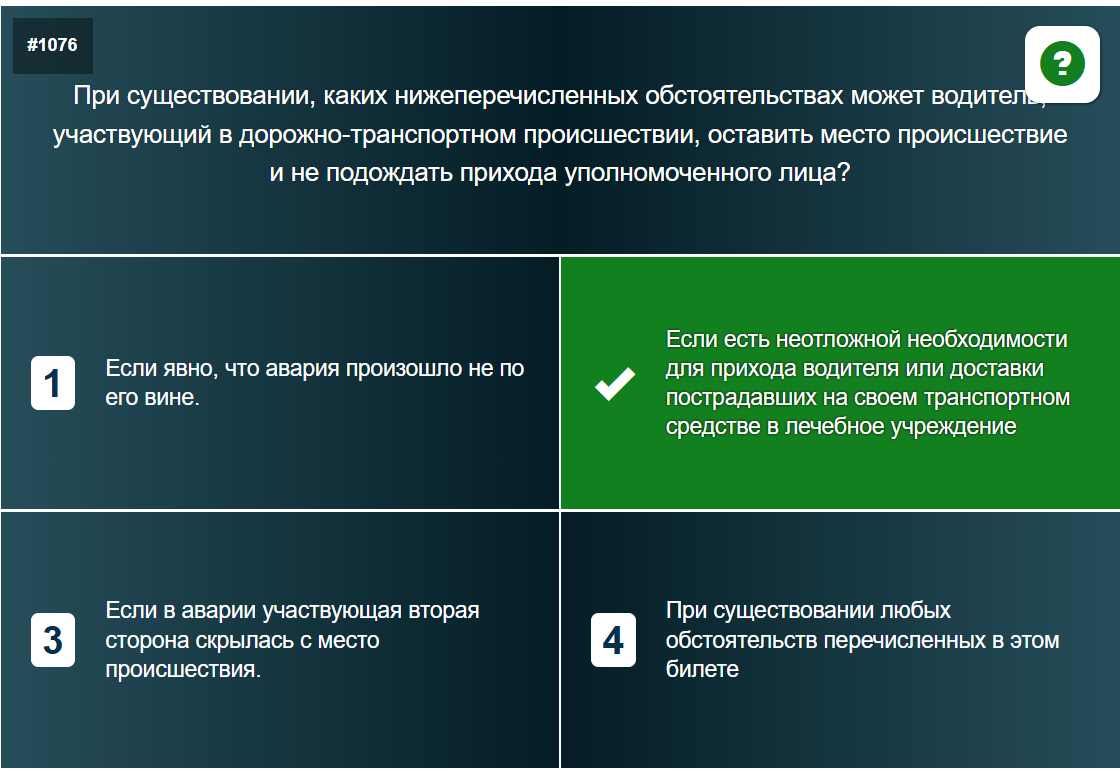 #1076
?
При существовании, каких нижеперечисленных обстоятельствах может водитель,
участвующий в дорожно-транспортном происшествии, оставить место происшествие
и не подождать прихода уполномоченного лица?
1
Если явно, что авария произошло не по
его вине.
Если есть неотложной необходимости
для прихода водителя или доставки
пострадавших на своем транспортном
средстве в лечебное учреждение
3
Если в аварии участвующая вторая
сторона скрылась с место
происшествия.
4
При существовании любых
обстоятельств перечисленных в этом
билете